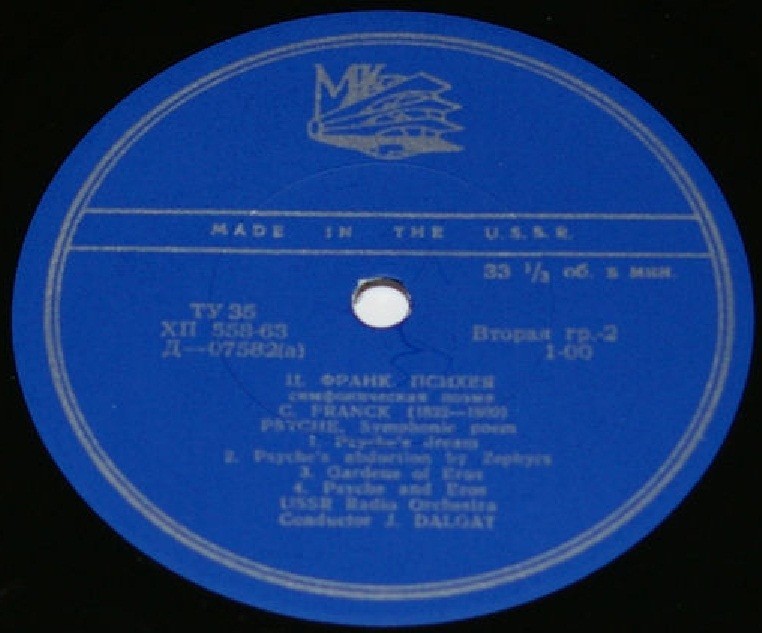 МК
MADE IN THE U.S.S.R.
33 1/3 об. в мин.
ТУ 35
ХП 558-63
Д—07582(а)
Вторая гр.-2
1-00
Ц. ФРАНК. ПСИХЕЯ
симфоническая поэма
C. FRANCK (1822—1890)
PSYCHE, Symphonic poem
1. Psyche's dream
2. Psyche's abduction by Zephyrs
3. Gardens of Eros
4. Psyche and Eros
USSR Radio Orchestra
Conductor J. DALGAT